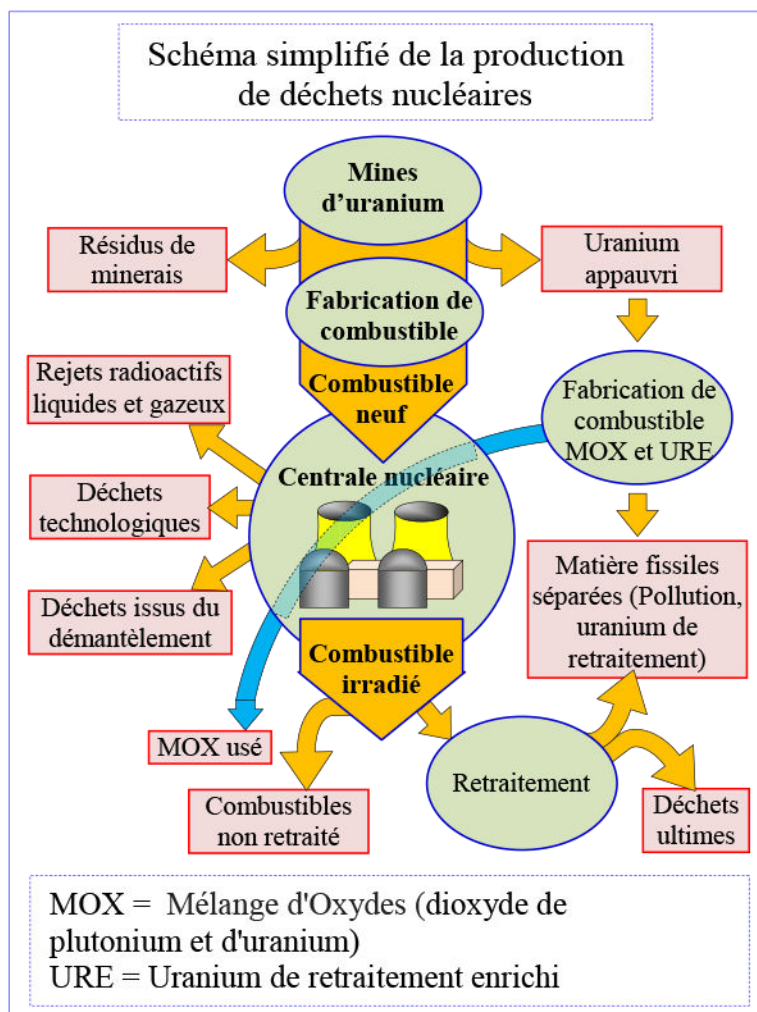 Schéma simplifié de la production
de déchets nucléaires
Mines
d'uranium
Résidus de
minerais
Uranium
appauvri
Fabrication de
combustible
Combustible
neuf
Rejets radioactifs
liquides et gazeux
Fabrication de
combustible
MOX et URE
Centrale nucléaire
Déchets
technologiques
Matière fissiles
séparées (Pollution,
uranium de
retraitement)
Déchets issus du
démantèlement
Combustible
irradié
MOX usé
Retraitement
Combustibles
non retraité
Déchets
ultimes
MOX = Mélange d'Oxydes (dioxyde de
plutonium et d'uranium)
URE = Uranium de retraitement enrichi